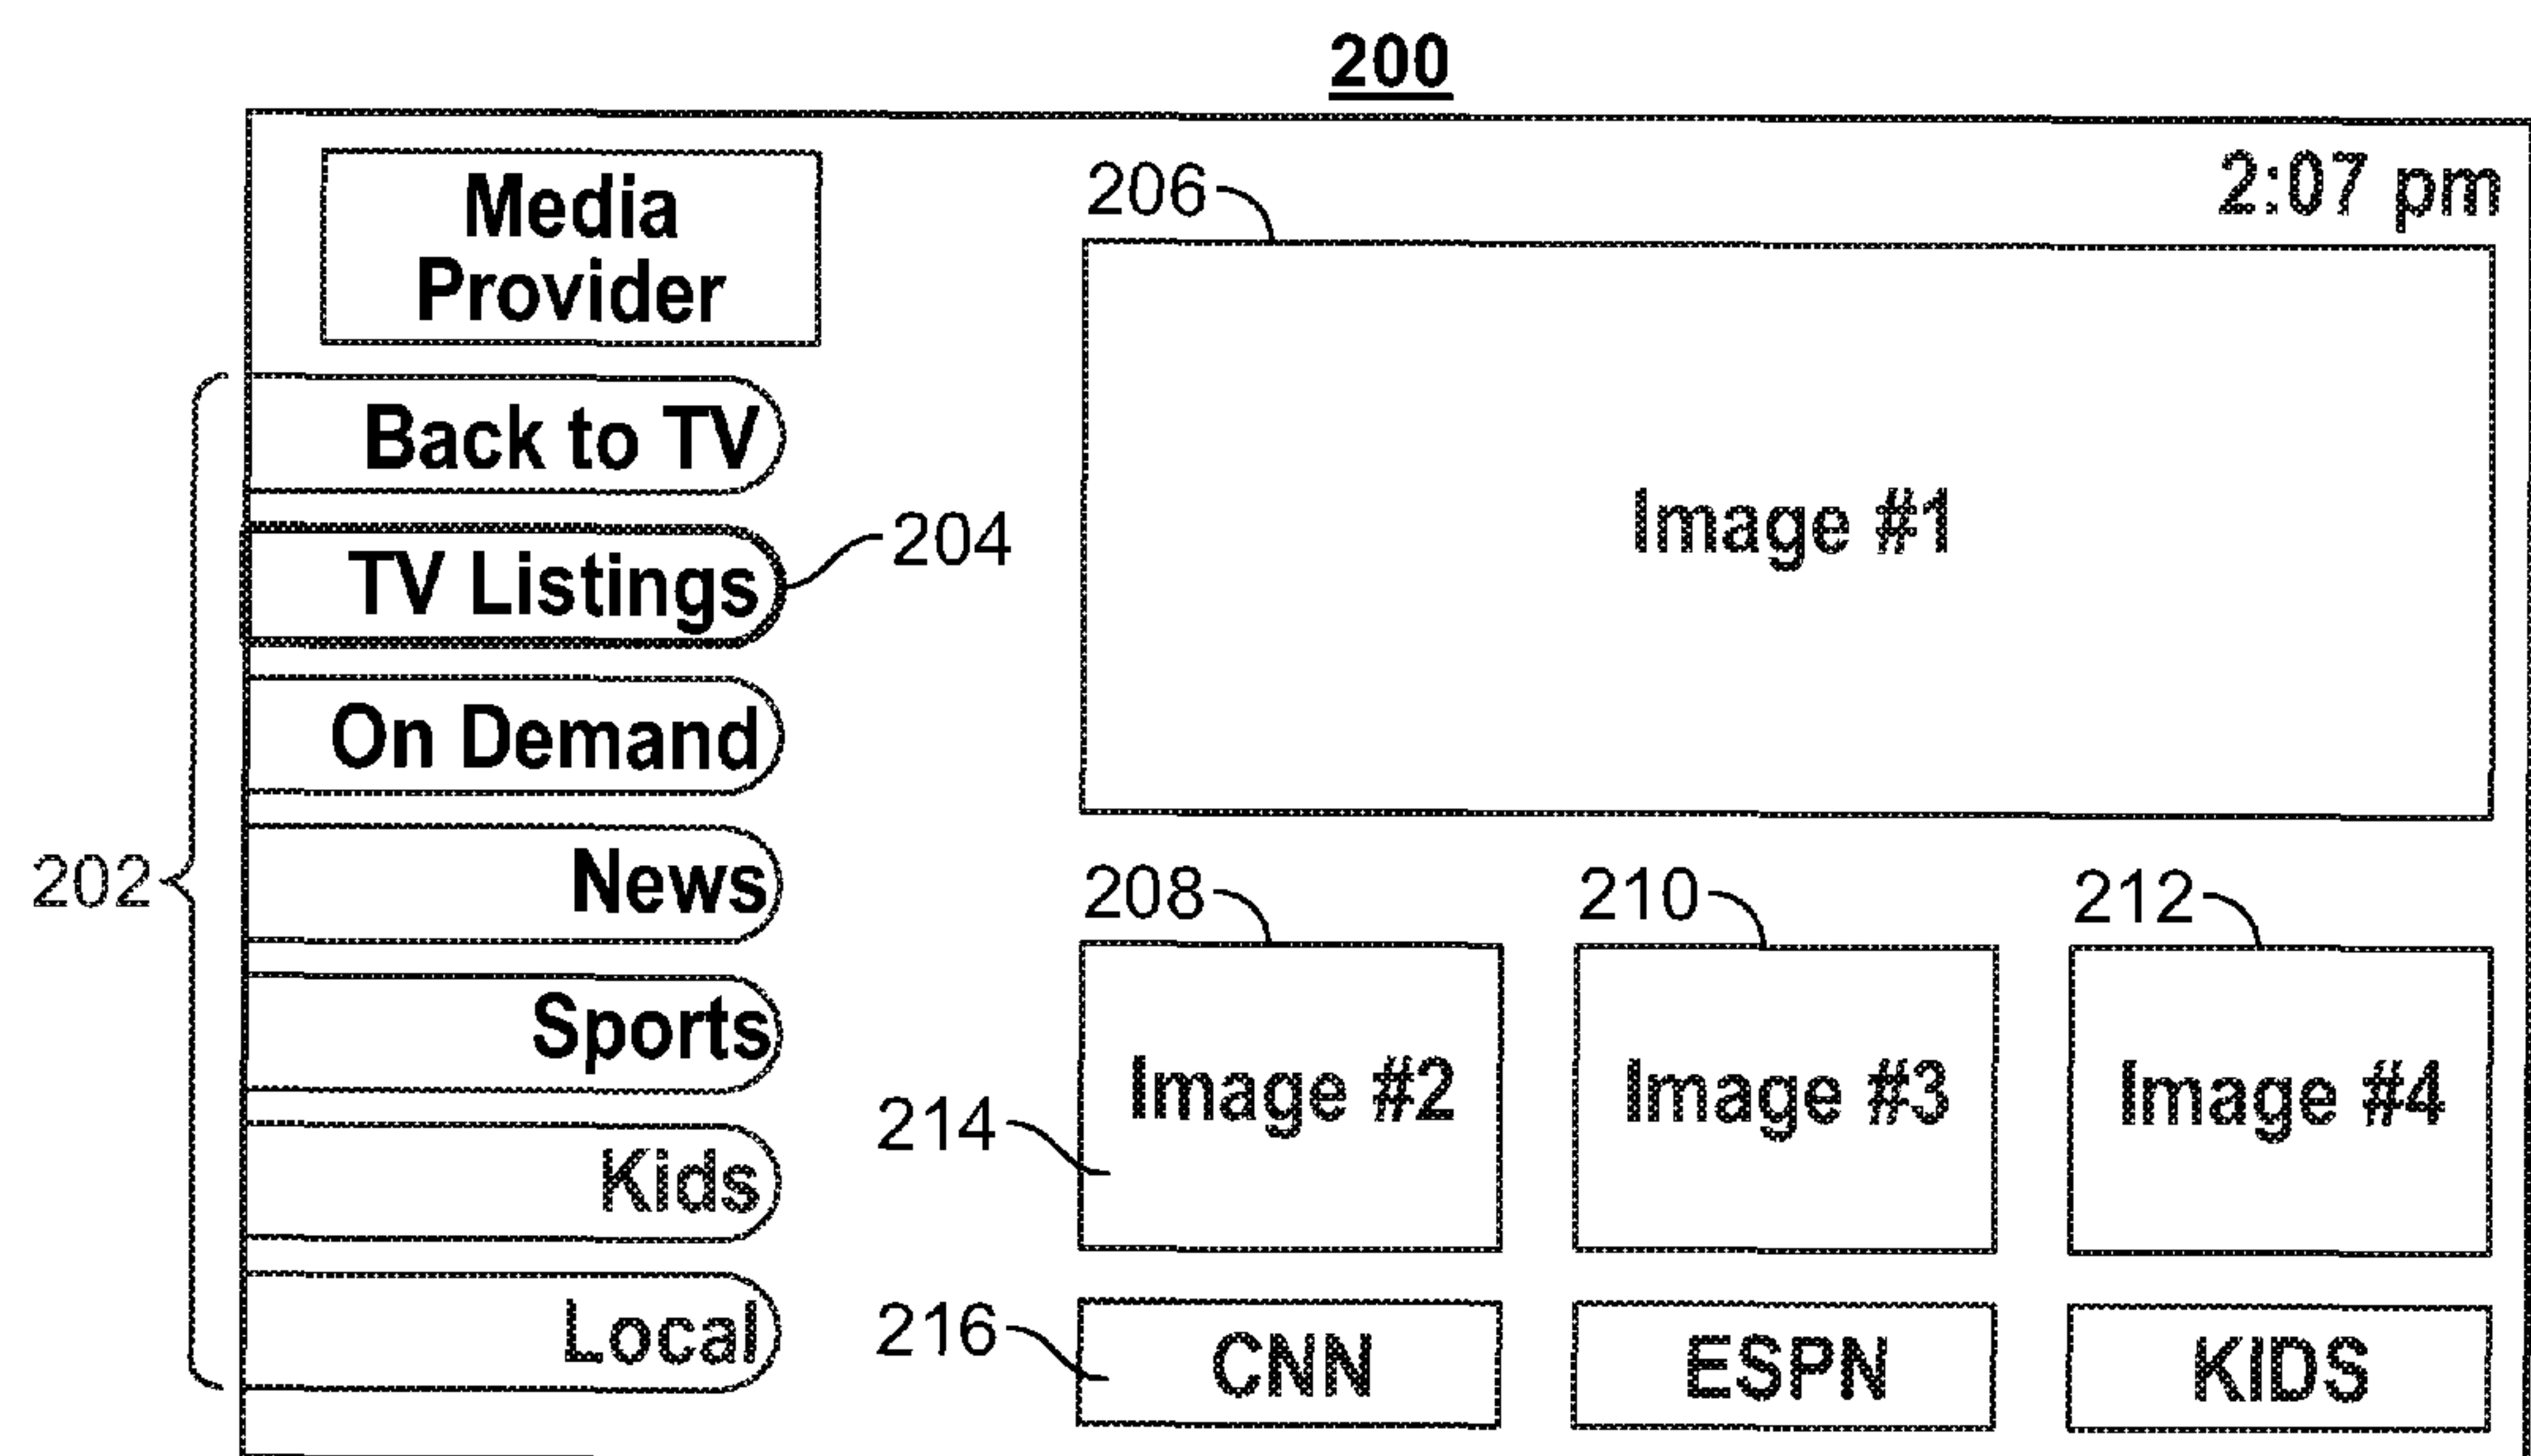 200
Media
Provider
2:07 pm
206
Image #1
Back to TV
TV Listings
204
On Demand
News
202
Sports
Kids
Local
208
210
212
Image #2
Image #3
Image #4
214
216
CNN
ESPN
KIDS